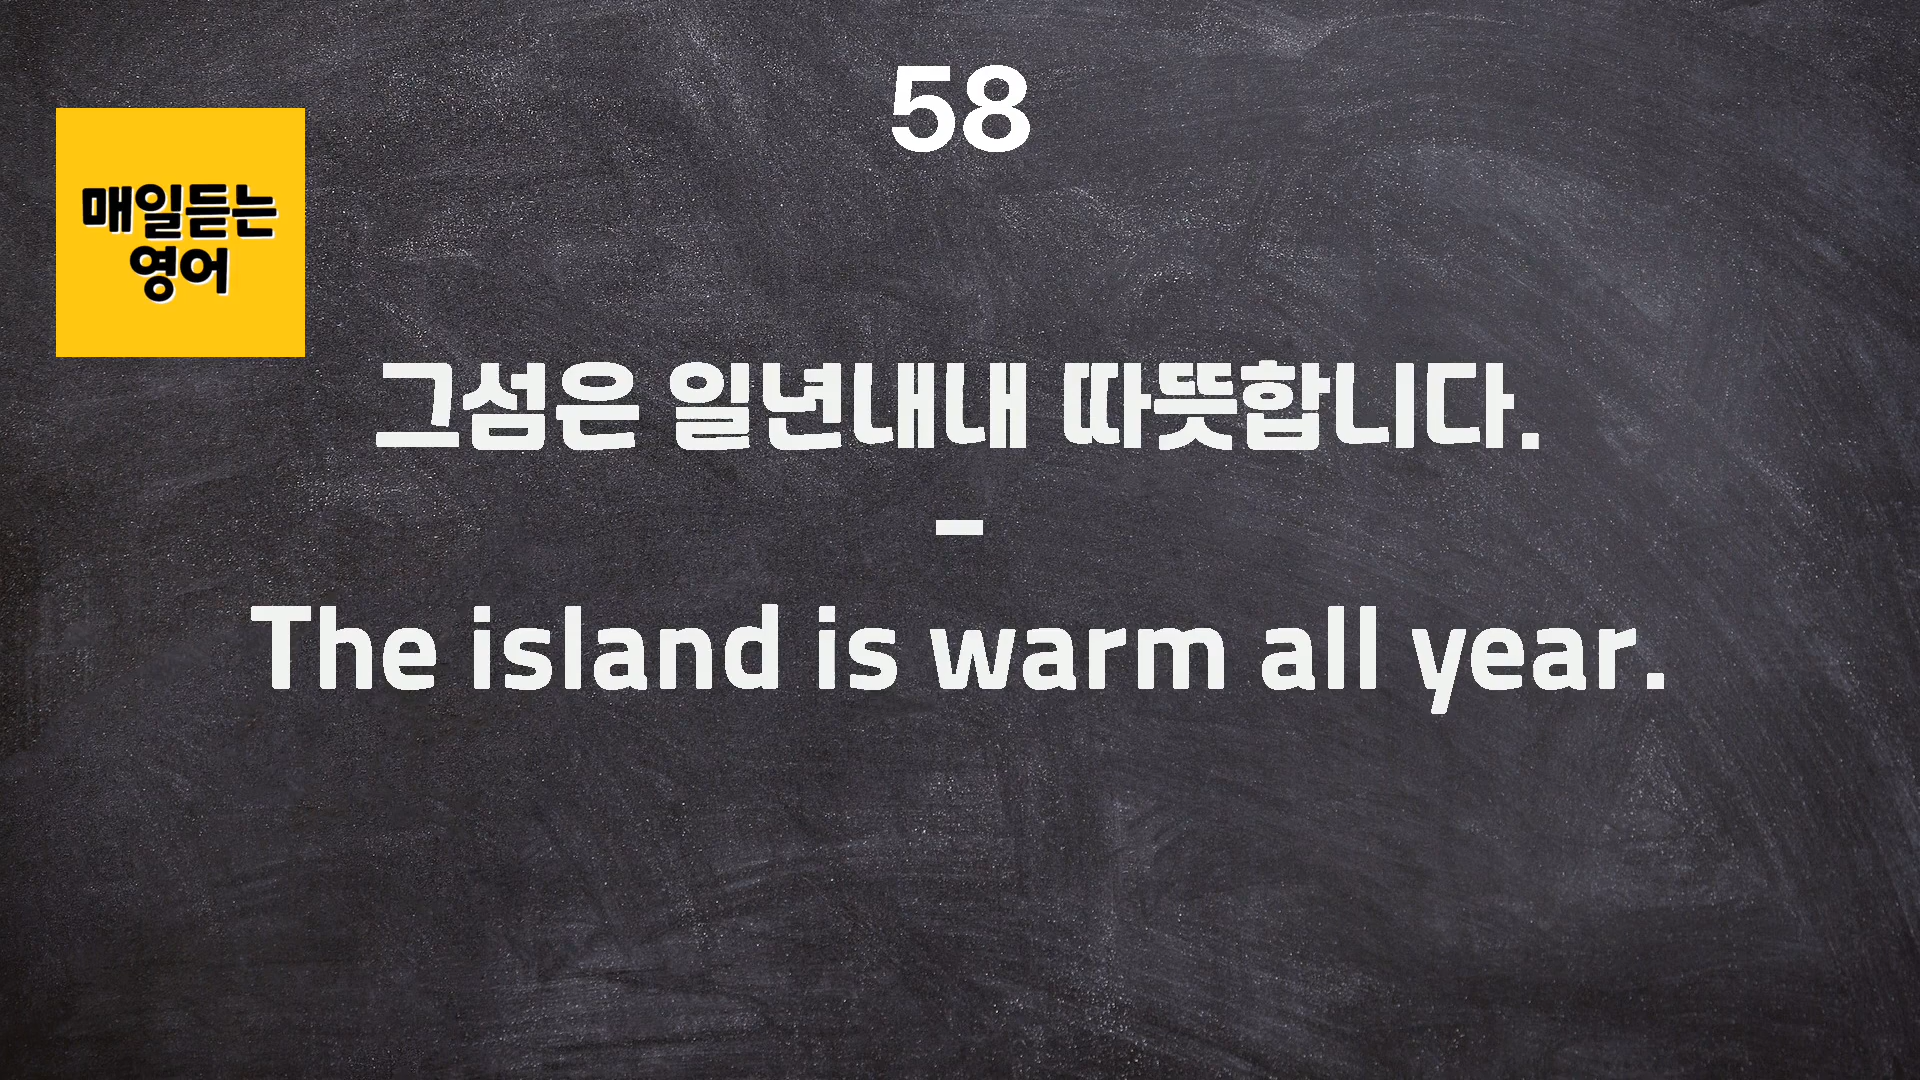 58
매일듣는
영어
그섬은 일년내내 따뜻합니다.
-
The island is warm all year.